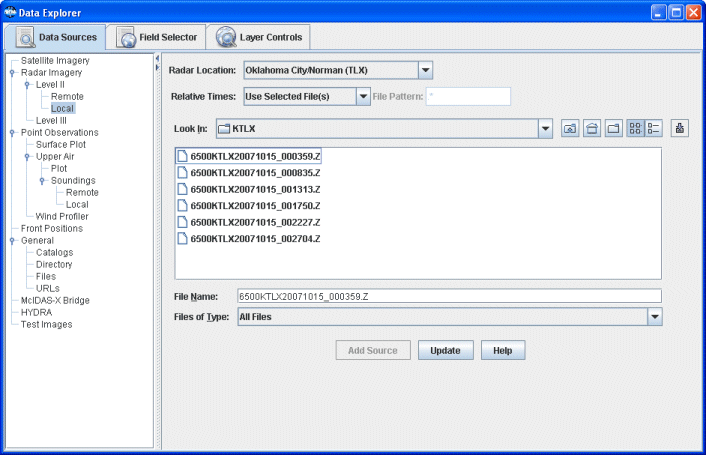 Data Explorer
Data Sources Field Selector Layer Controls
Satellite Imagery
Radar Imagery
Level II
Remote
Local
Level III
Point Observations
Surface Plot
Upper Air
Plot
Soundings
Remote
Local
Wind Profiler
Front Positions
General
Catalogs
Directory
Files
URLs
McIDAS-X Bridge
HYDRA
Test Images
Radar Location: Oklahoma City/Norman (TLX)
Relative Times: Use Selected File(s) File Pattern: *
Look In: KTLX
6500KTLX20071015_000359.Z
6500KTLX20071015_000835.Z
6500KTLX20071015_001313.Z
6500KTLX20071015_001750.Z
6500KTLX20071015_002227.Z
6500KTLX20071015_002704.Z
File Name: 6500KTLX20071015_000359.Z
Files of Type: All Files
Add Source Update Help